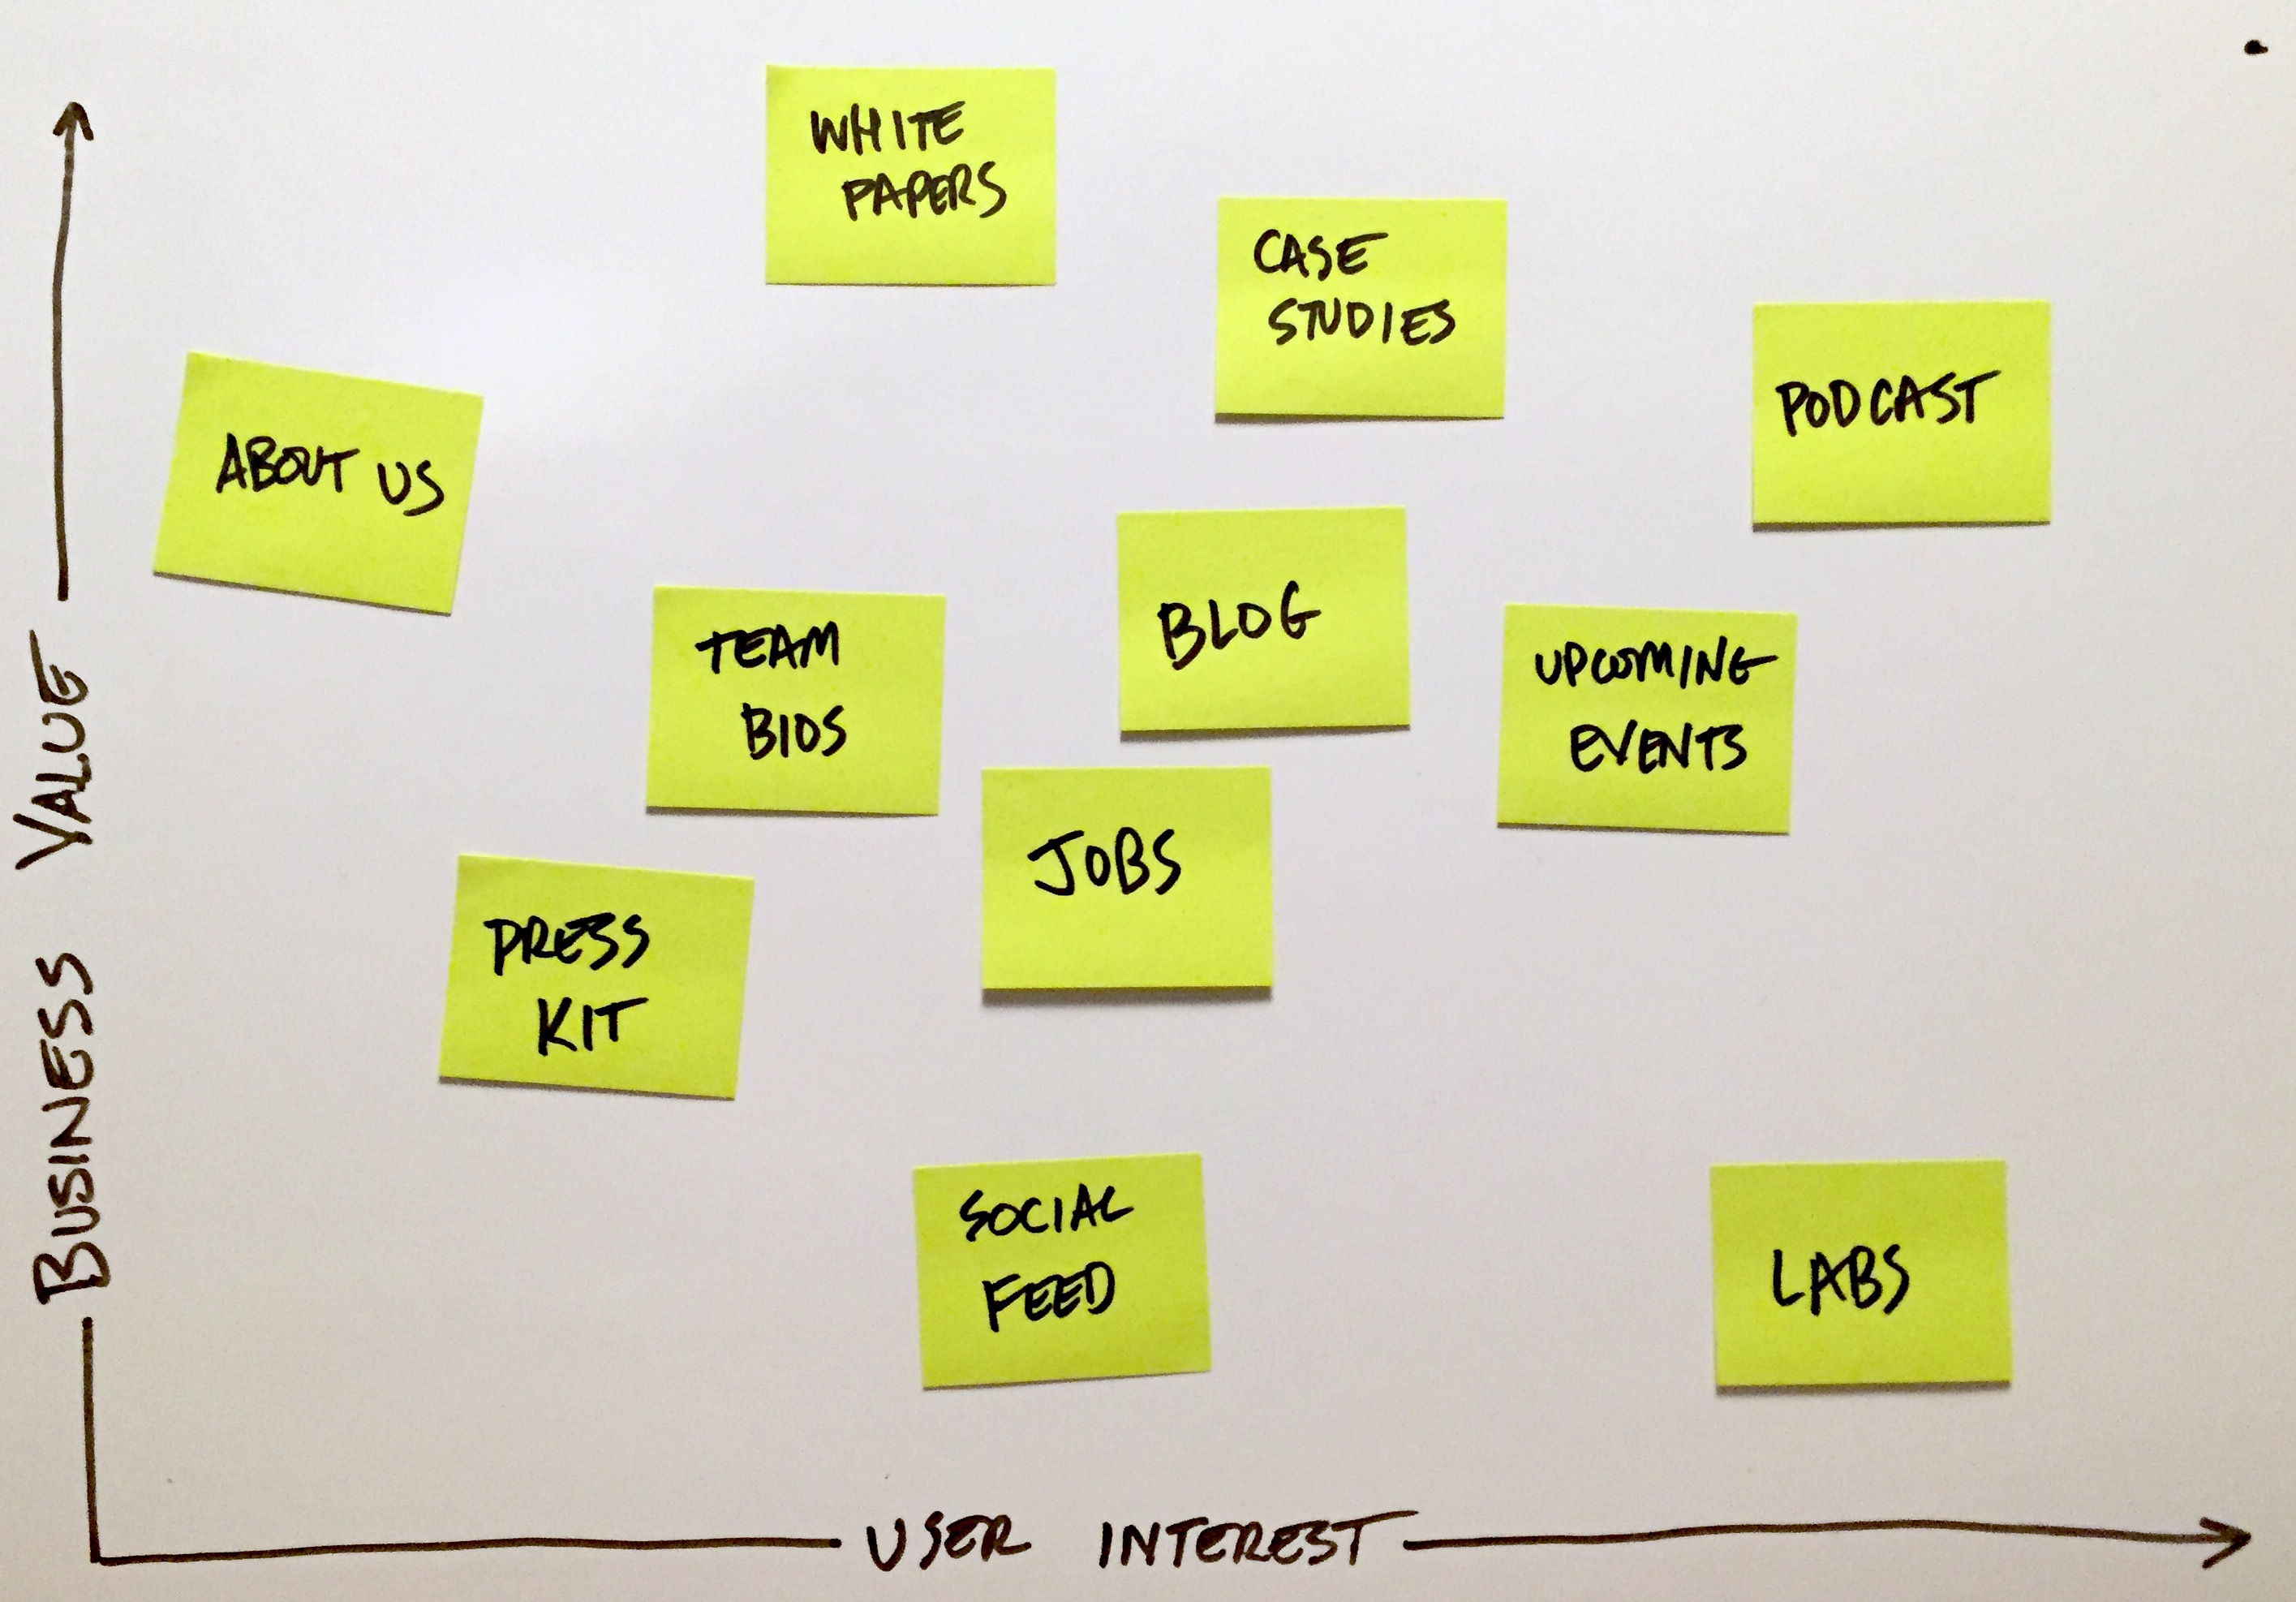 WHITE
PAPERS
CASE
STUDIES
PODCAST
ABOUT US
BLOG
TEAM
BIOS
UPCOMING
EVENTS
JOBS
PRESS
KIT
SOCIAL
FEED
LABS
BUSINESS VALUE
USER INTEREST